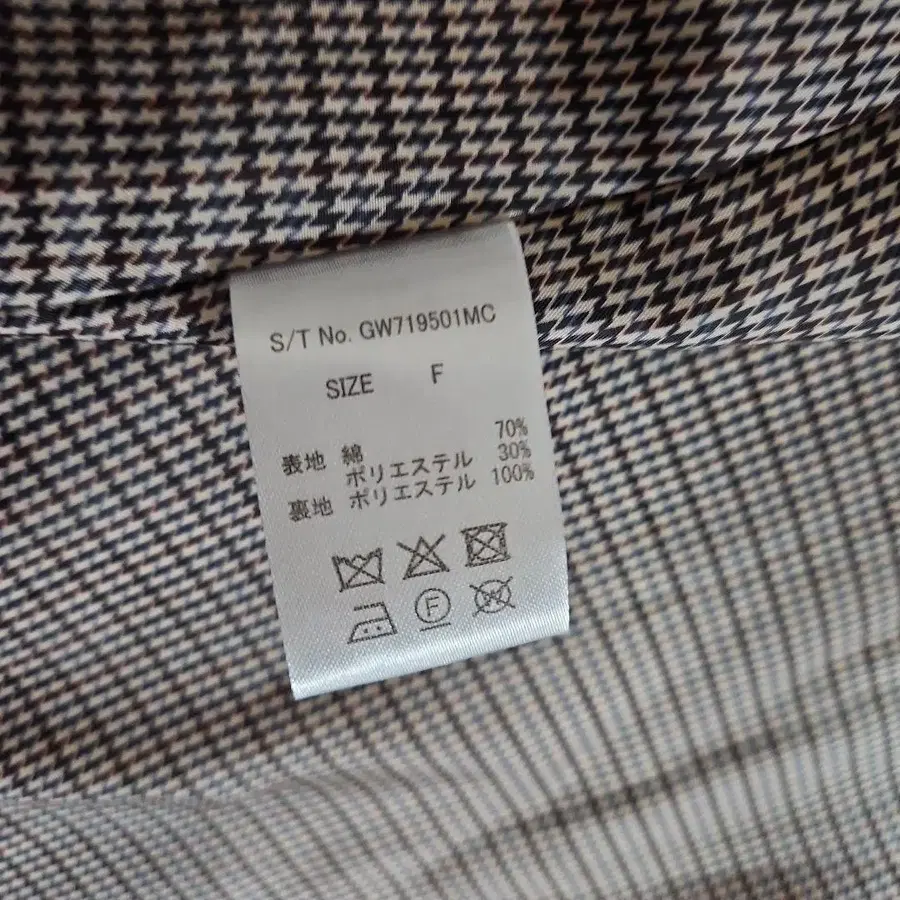 S/T No. GW719501MC
SIZE F
表地 綿 70%
ポリエステル 30%
裏地 ポリエステル 100%
F
W